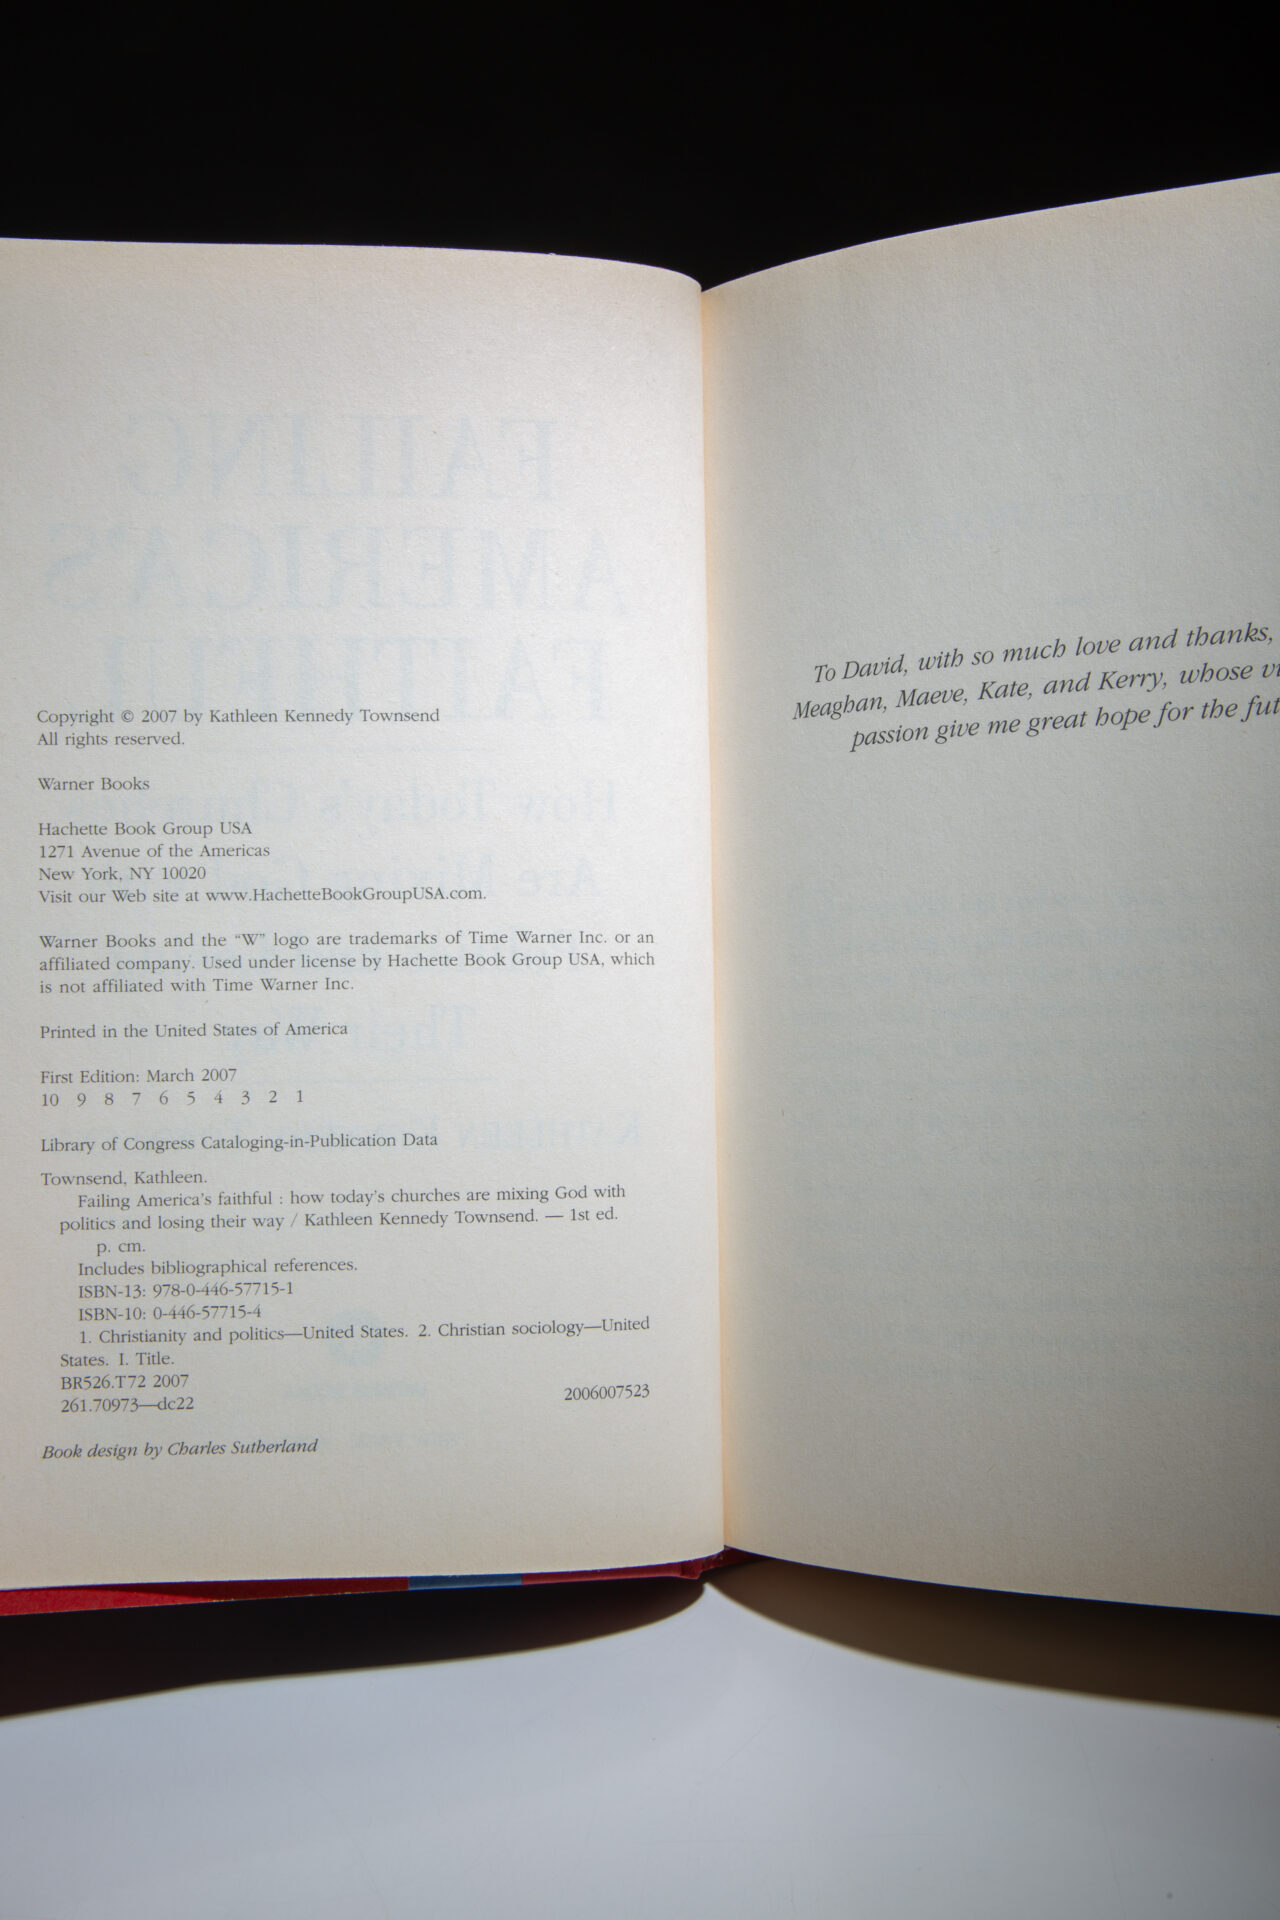 Copyright © 2007 by Kathleen Kennedy Townsend
All rights reserved.
Warner Books
Hachette Book Group USA
1271 Avenue of the Americas
New York, NY 10020
Visit our Web site at www.HachetteBookGroupUSA.com.
Warner Books and the “W” logo are trademarks of Time Warner Inc. or an
affiliated company. Used under license by Hachette Book Group USA, which
is not affiliated with Time Warner Inc.
Printed in the United States of America
First Edition: March 2007
10 9 8 7 6 5 4 3 2 1
Library of Congress Cataloging-in-Publication Data
Townsend, Kathleen.
Failing America’s faithful : how today’s churches are mixing God with
politics and losing their way / Kathleen Kennedy Townsend. — 1st ed.
p. cm.
Includes bibliographical references.
ISBN-13: 978-0-446-57715-1
ISBN-10: 0-446-57715-4
1. Christianity and politics—United States. 2. Christian sociology—United
States. I. Title.
BR526.T72 2007
261.70973—dc22 2006007523
Book design by Charles Sutherland
To David, with so much love and thanks,
Meaghan, Maeve, Kate, and Kerry, whose
passion give me great hope for the